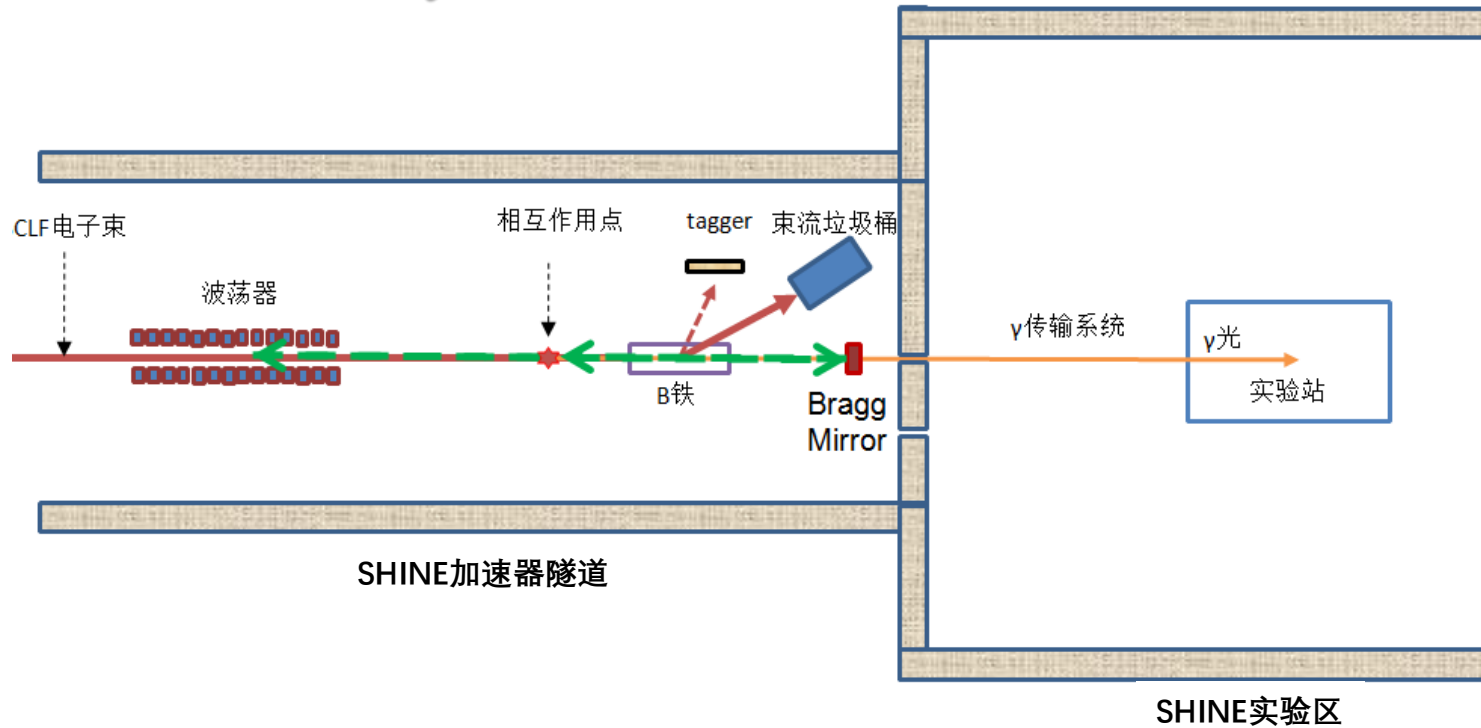 CLF电子束
波荡器
相互作用点
tagger
束流垃圾桶
B铁
Bragg
Mirror
γ传输系统
γ光
实验站
SHINE加速器隧道
SHINE实验区